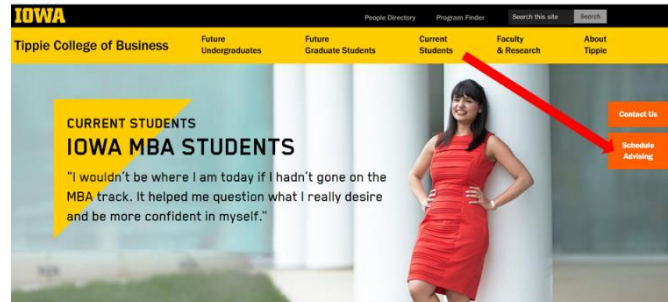 IOWA
People Directory Program Finder Search this site Search
Tippie College of Business
Future
Undergraduates
Future
Graduate Students
Current
Students
Faculty
& Research
About
Tippie
Contact Us
Schedule
Advising
CURRENT STUDENTS
IOWA MBA STUDENTS
"I wouldn't be where I am today if I hadn't gone on the
MBA track. It helped me question what I really desire
and be more confident in myself."